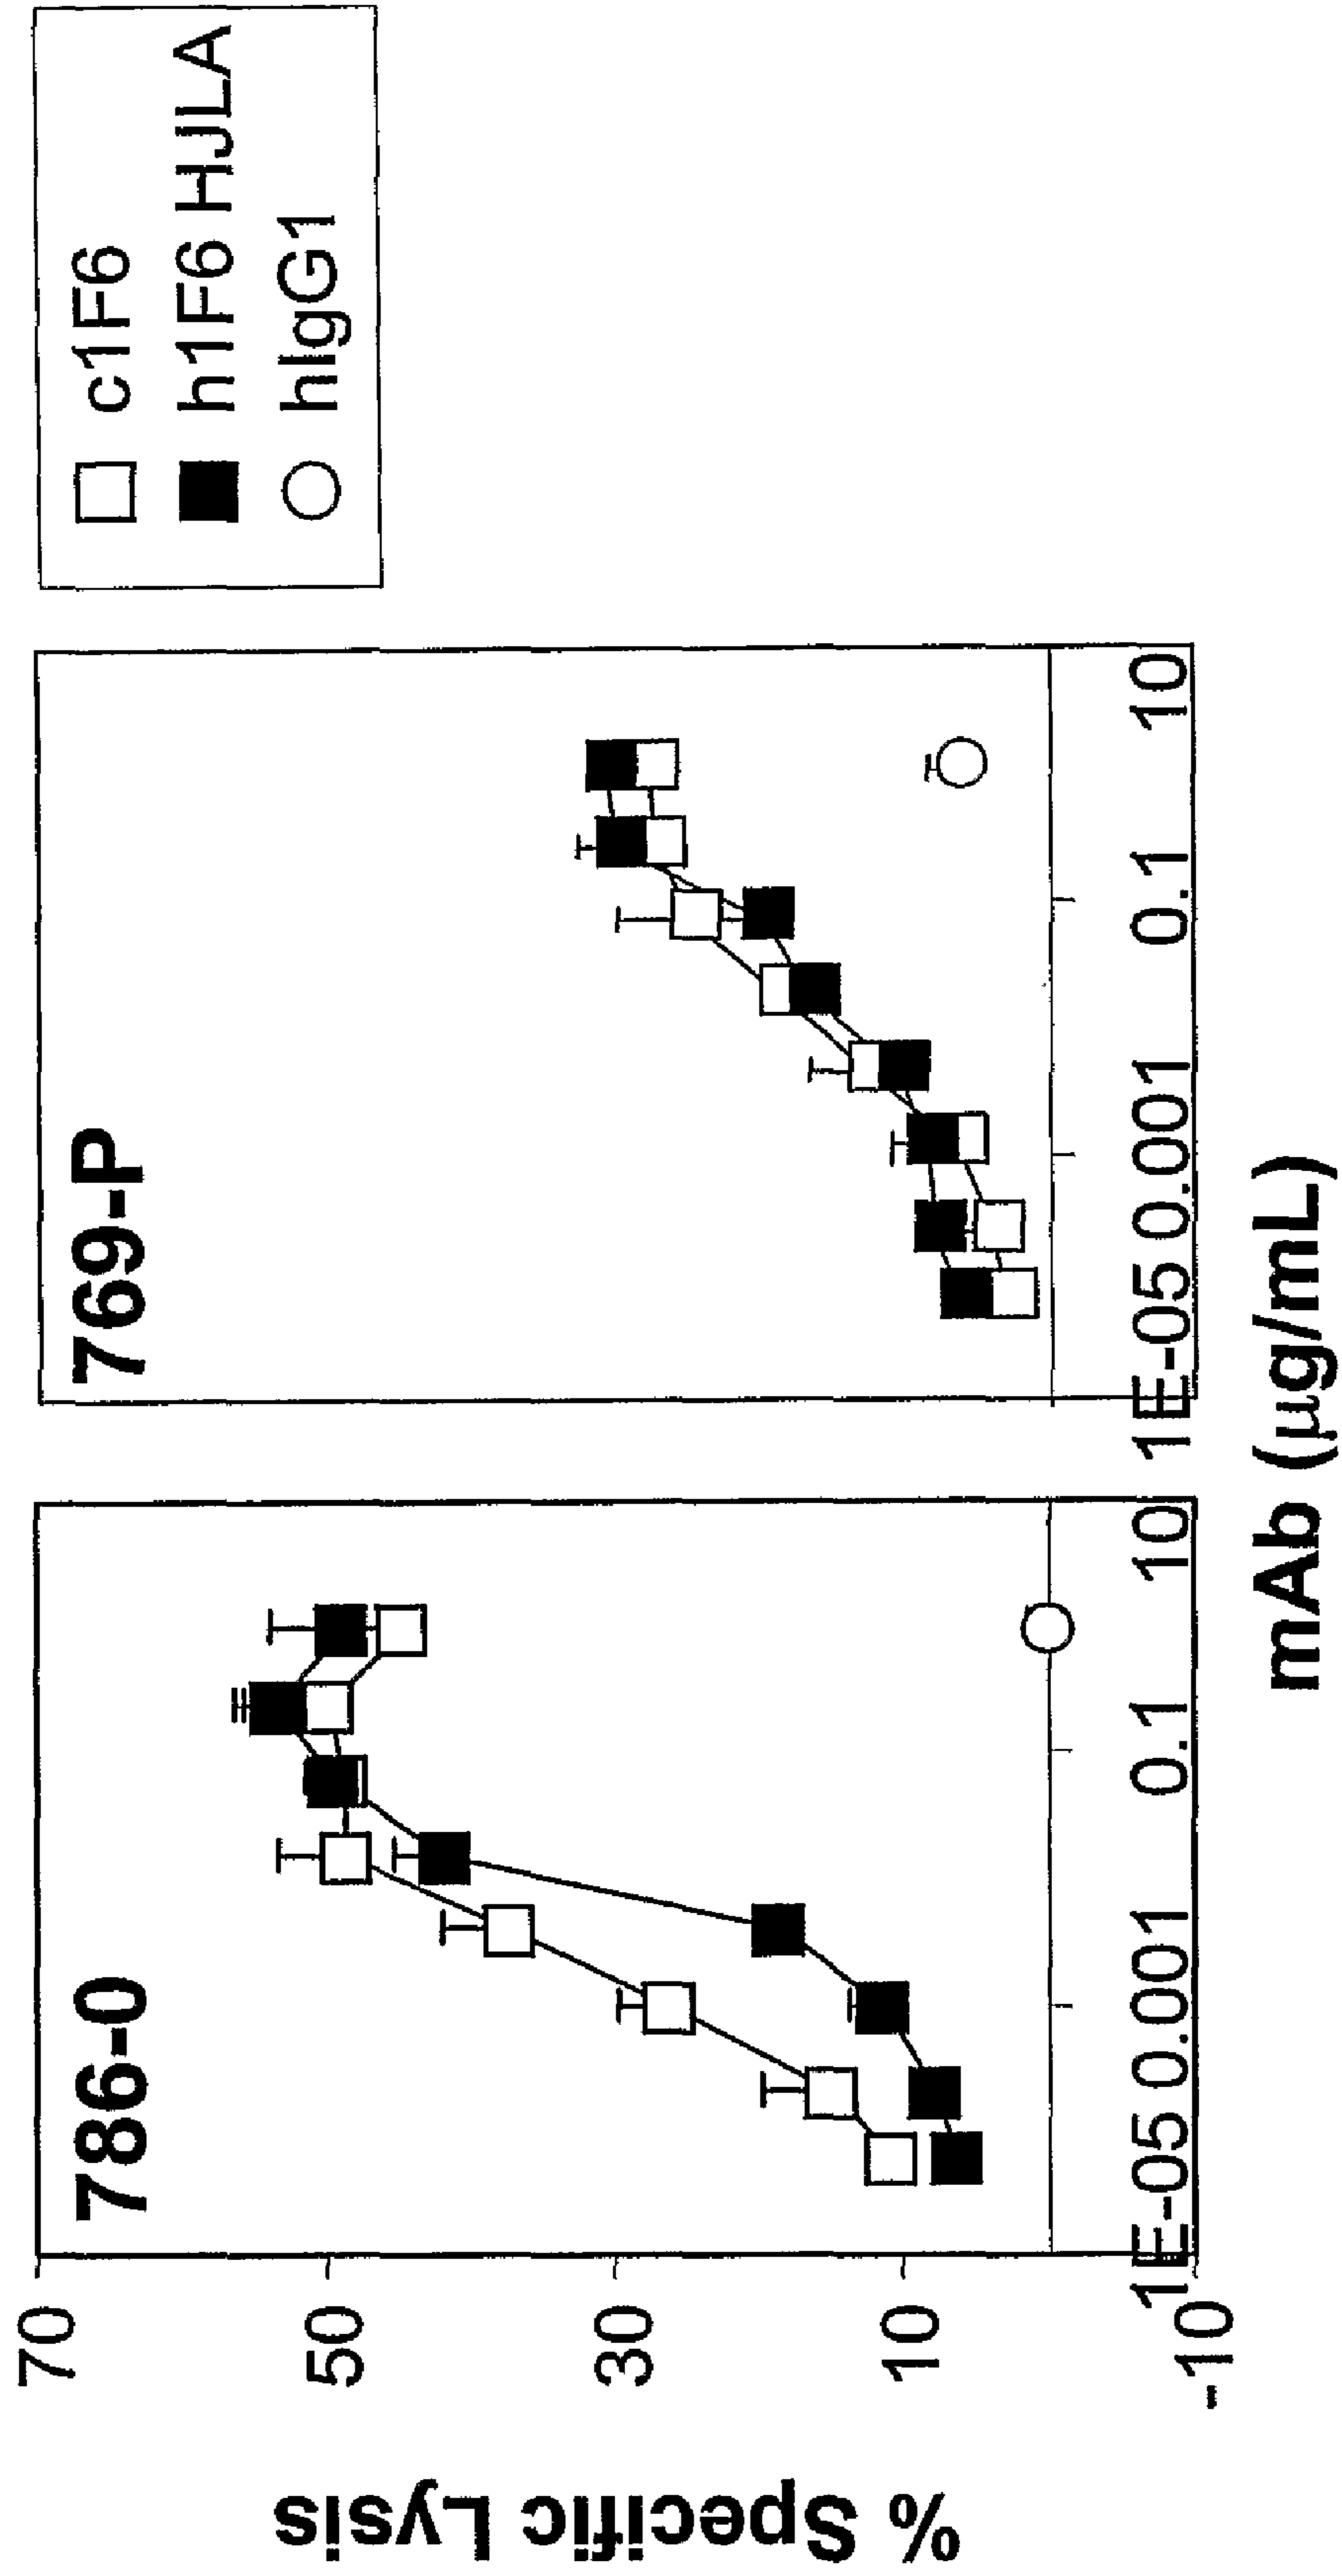 % Specific Lysis
70
50
30
10
-10
786-0
1E-05 0.001 0.1 10
769-P
1E-05 0.001 0.1 10
mAb (μg/mL)
c1F6
h1F6 HJLA
hIgG1